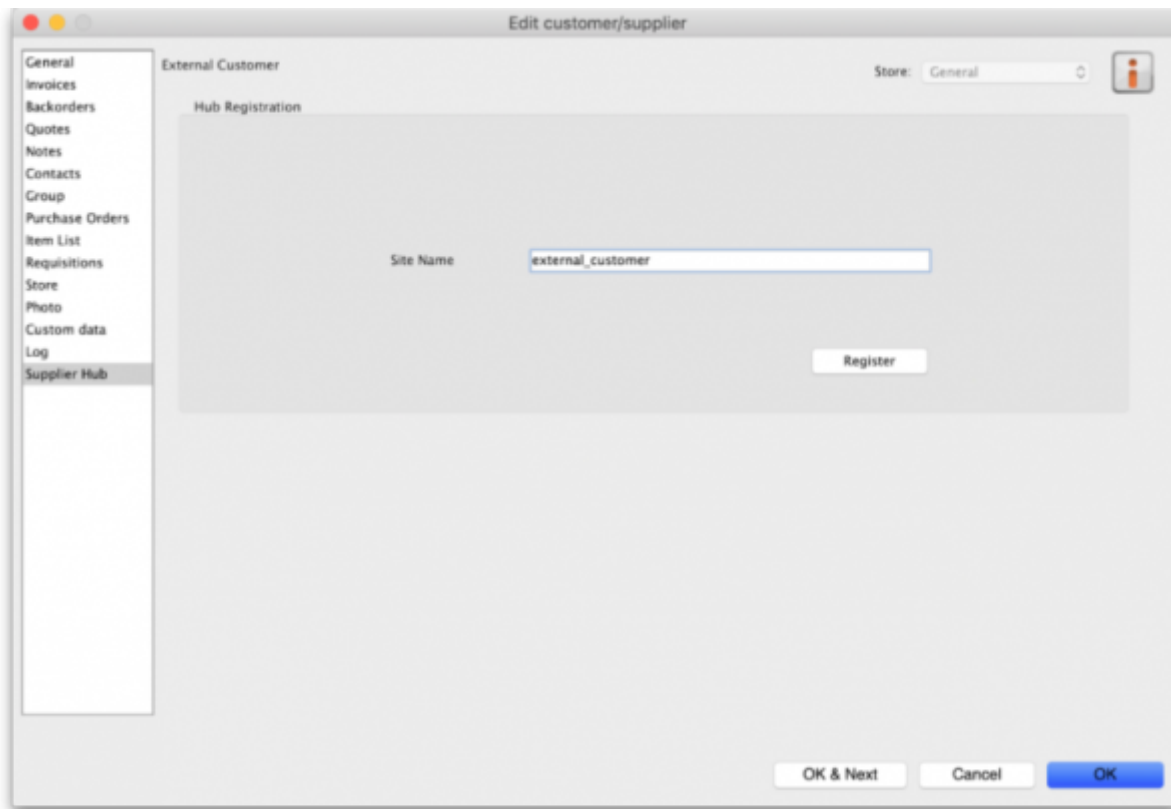 Edit customer/supplier
General
Invoices
Backorders
Quotes
Notes
Contacts
Group
Purchase Orders
Item List
Requisitions
Store
Photo
Custom data
Log
Supplier Hub
External Customer
Store: General
Hub Registration
Site Name external_customer
Register
OK & Next Cancel OK